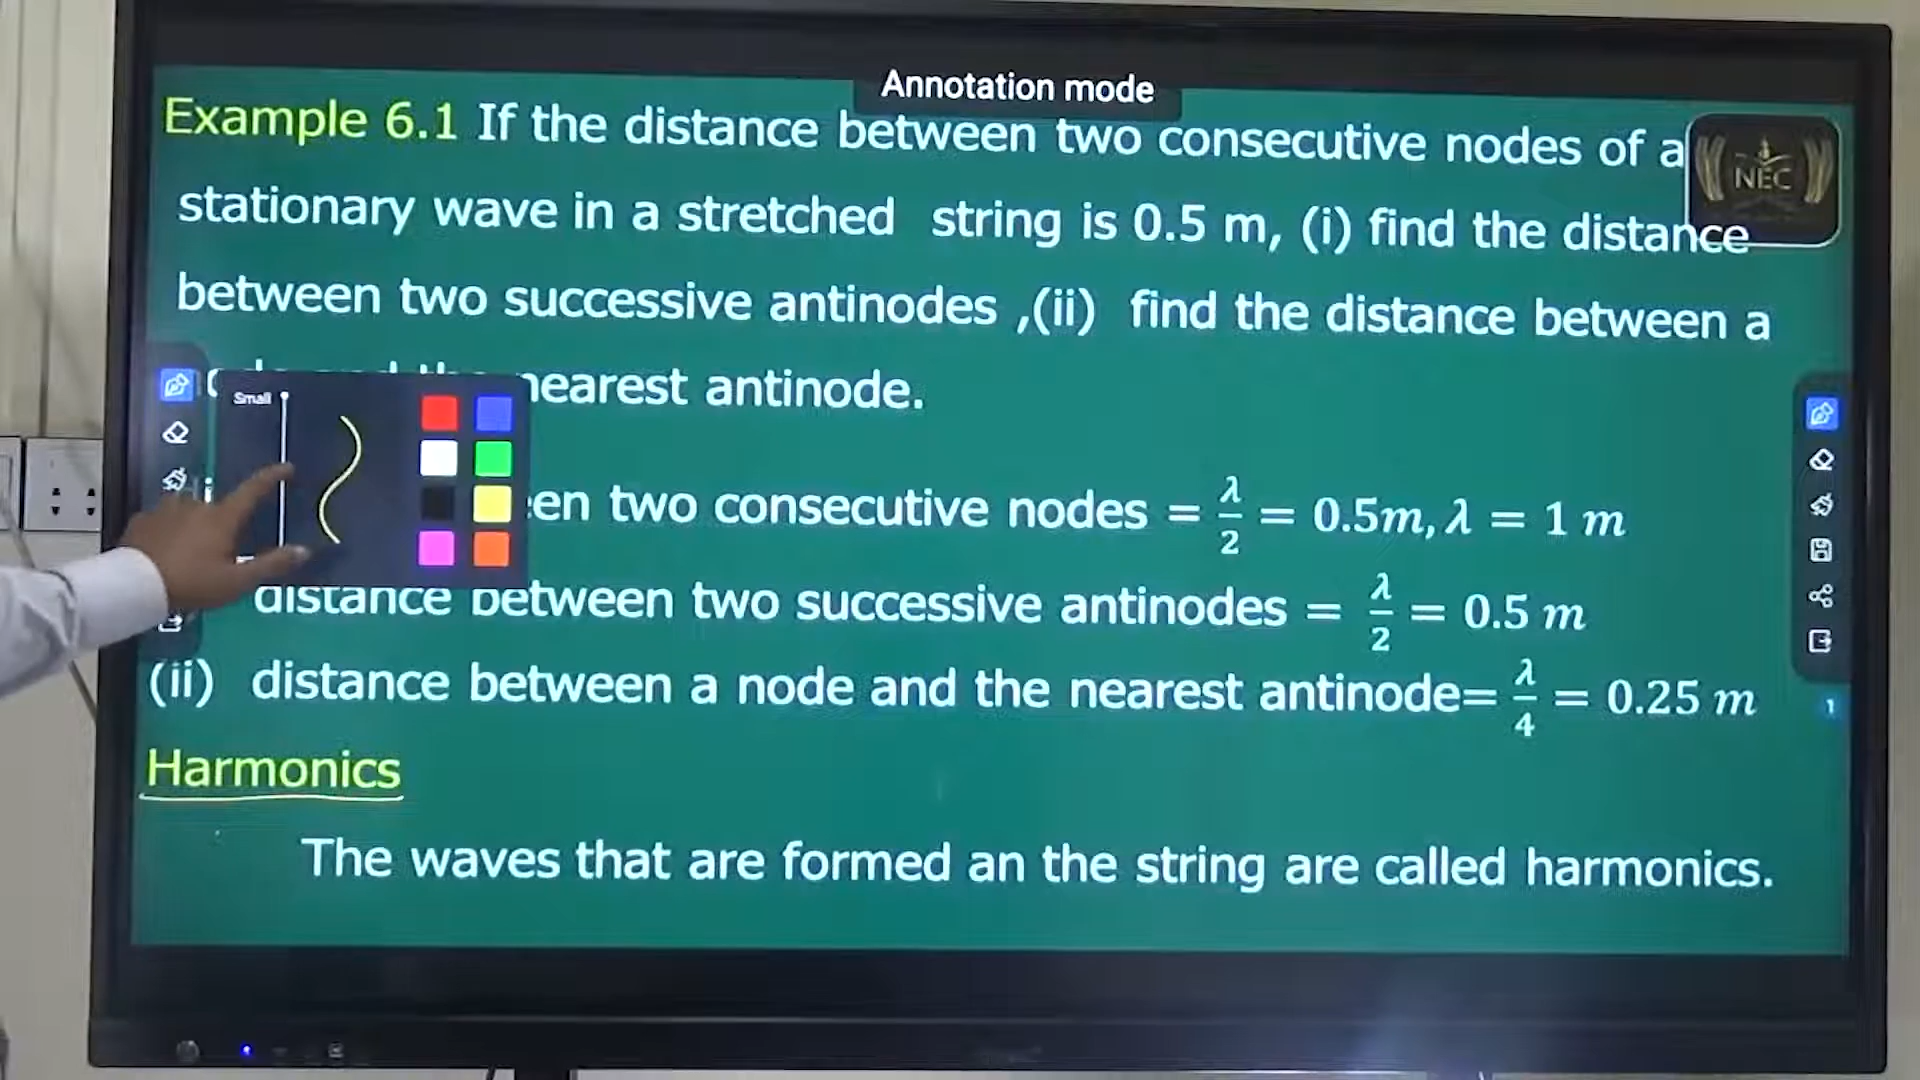 Annotation mode
Example 6.1 If the distance between two consecutive nodes of a
NEC
stationary wave in a stretched string is 0.5 m, (i) find the distance
between two successive antinodes ,(ii) find the distance between a
nearest antinode.
Small
two consecutive nodes = λ/2 = 0.5m, λ = 1 m
distance between two successive antinodes = λ/2 = 0.5 m
(ii) distance between a node and the nearest antinode= λ/4 = 0.25 m
1
Harmonics
The waves that are formed an the string are called harmonics.